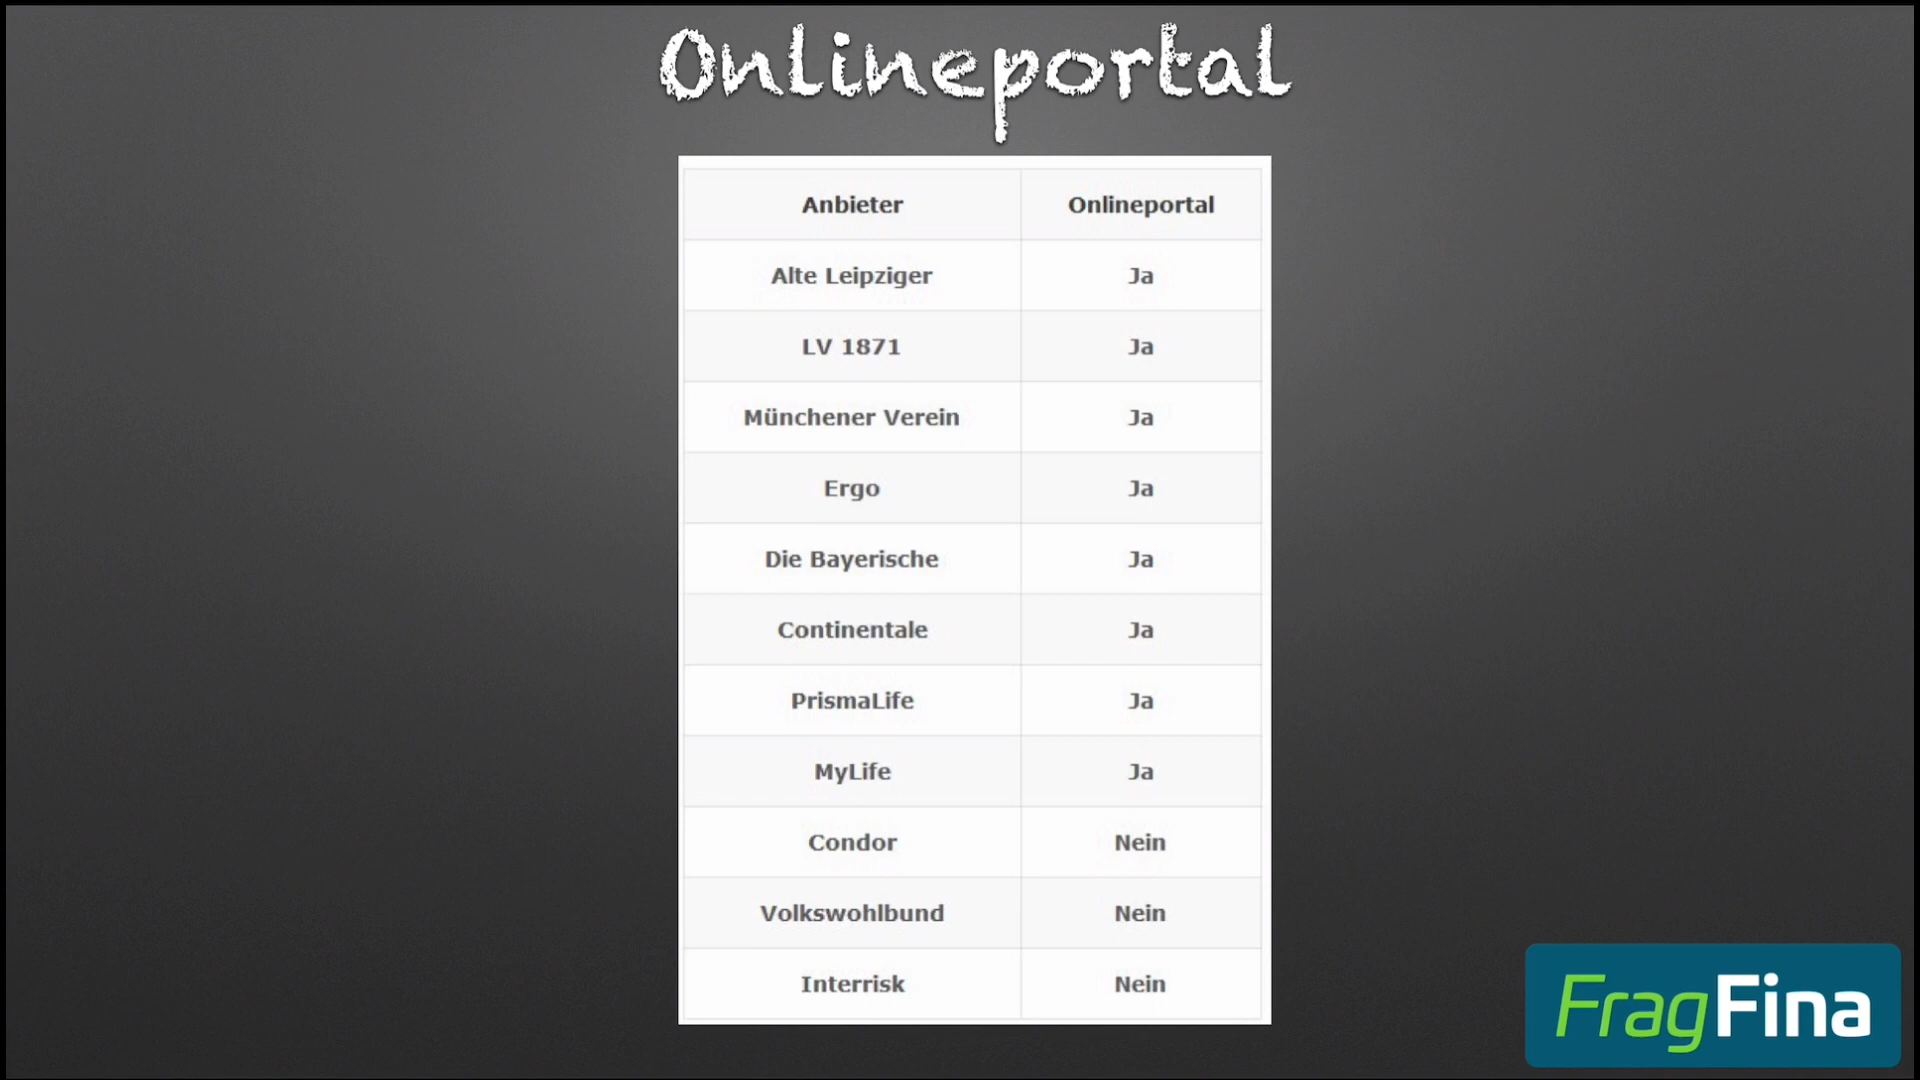 Onlineportal
Anbieter Onlineportal
Alte Leipziger Ja
LV 1871 Ja
Münchener Verein Ja
Ergo Ja
Die Bayerische Ja
Continentale Ja
PrismaLife Ja
MyLife Ja
Condor Nein
Volkswohlbund Nein
Interrisk Nein
FragFina